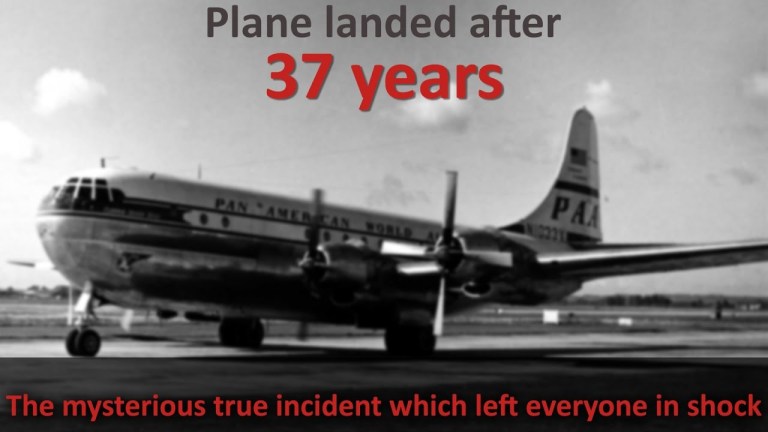 Plane landed after
37 years
PAN AMERICAN WORLD
PAA
The mysterious true incident which left everyone in shock